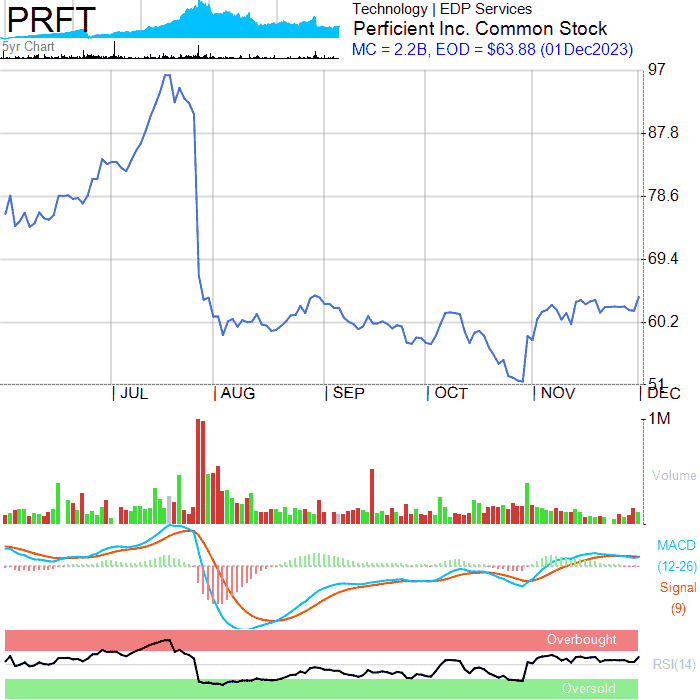 PRFT
5yr Chart
Technology | EDP Services
Perficient Inc. Common Stock
MC = 2.2B, EOD = $63.88 (01Dec2023)
97
87.8
78.6
69.4
60.2
51
JUL AUG SEP OCT NOV DEC
1M
Volume
MACD
(12-26)
Signal
(9)
Overbought
RSI(14)
Oversold